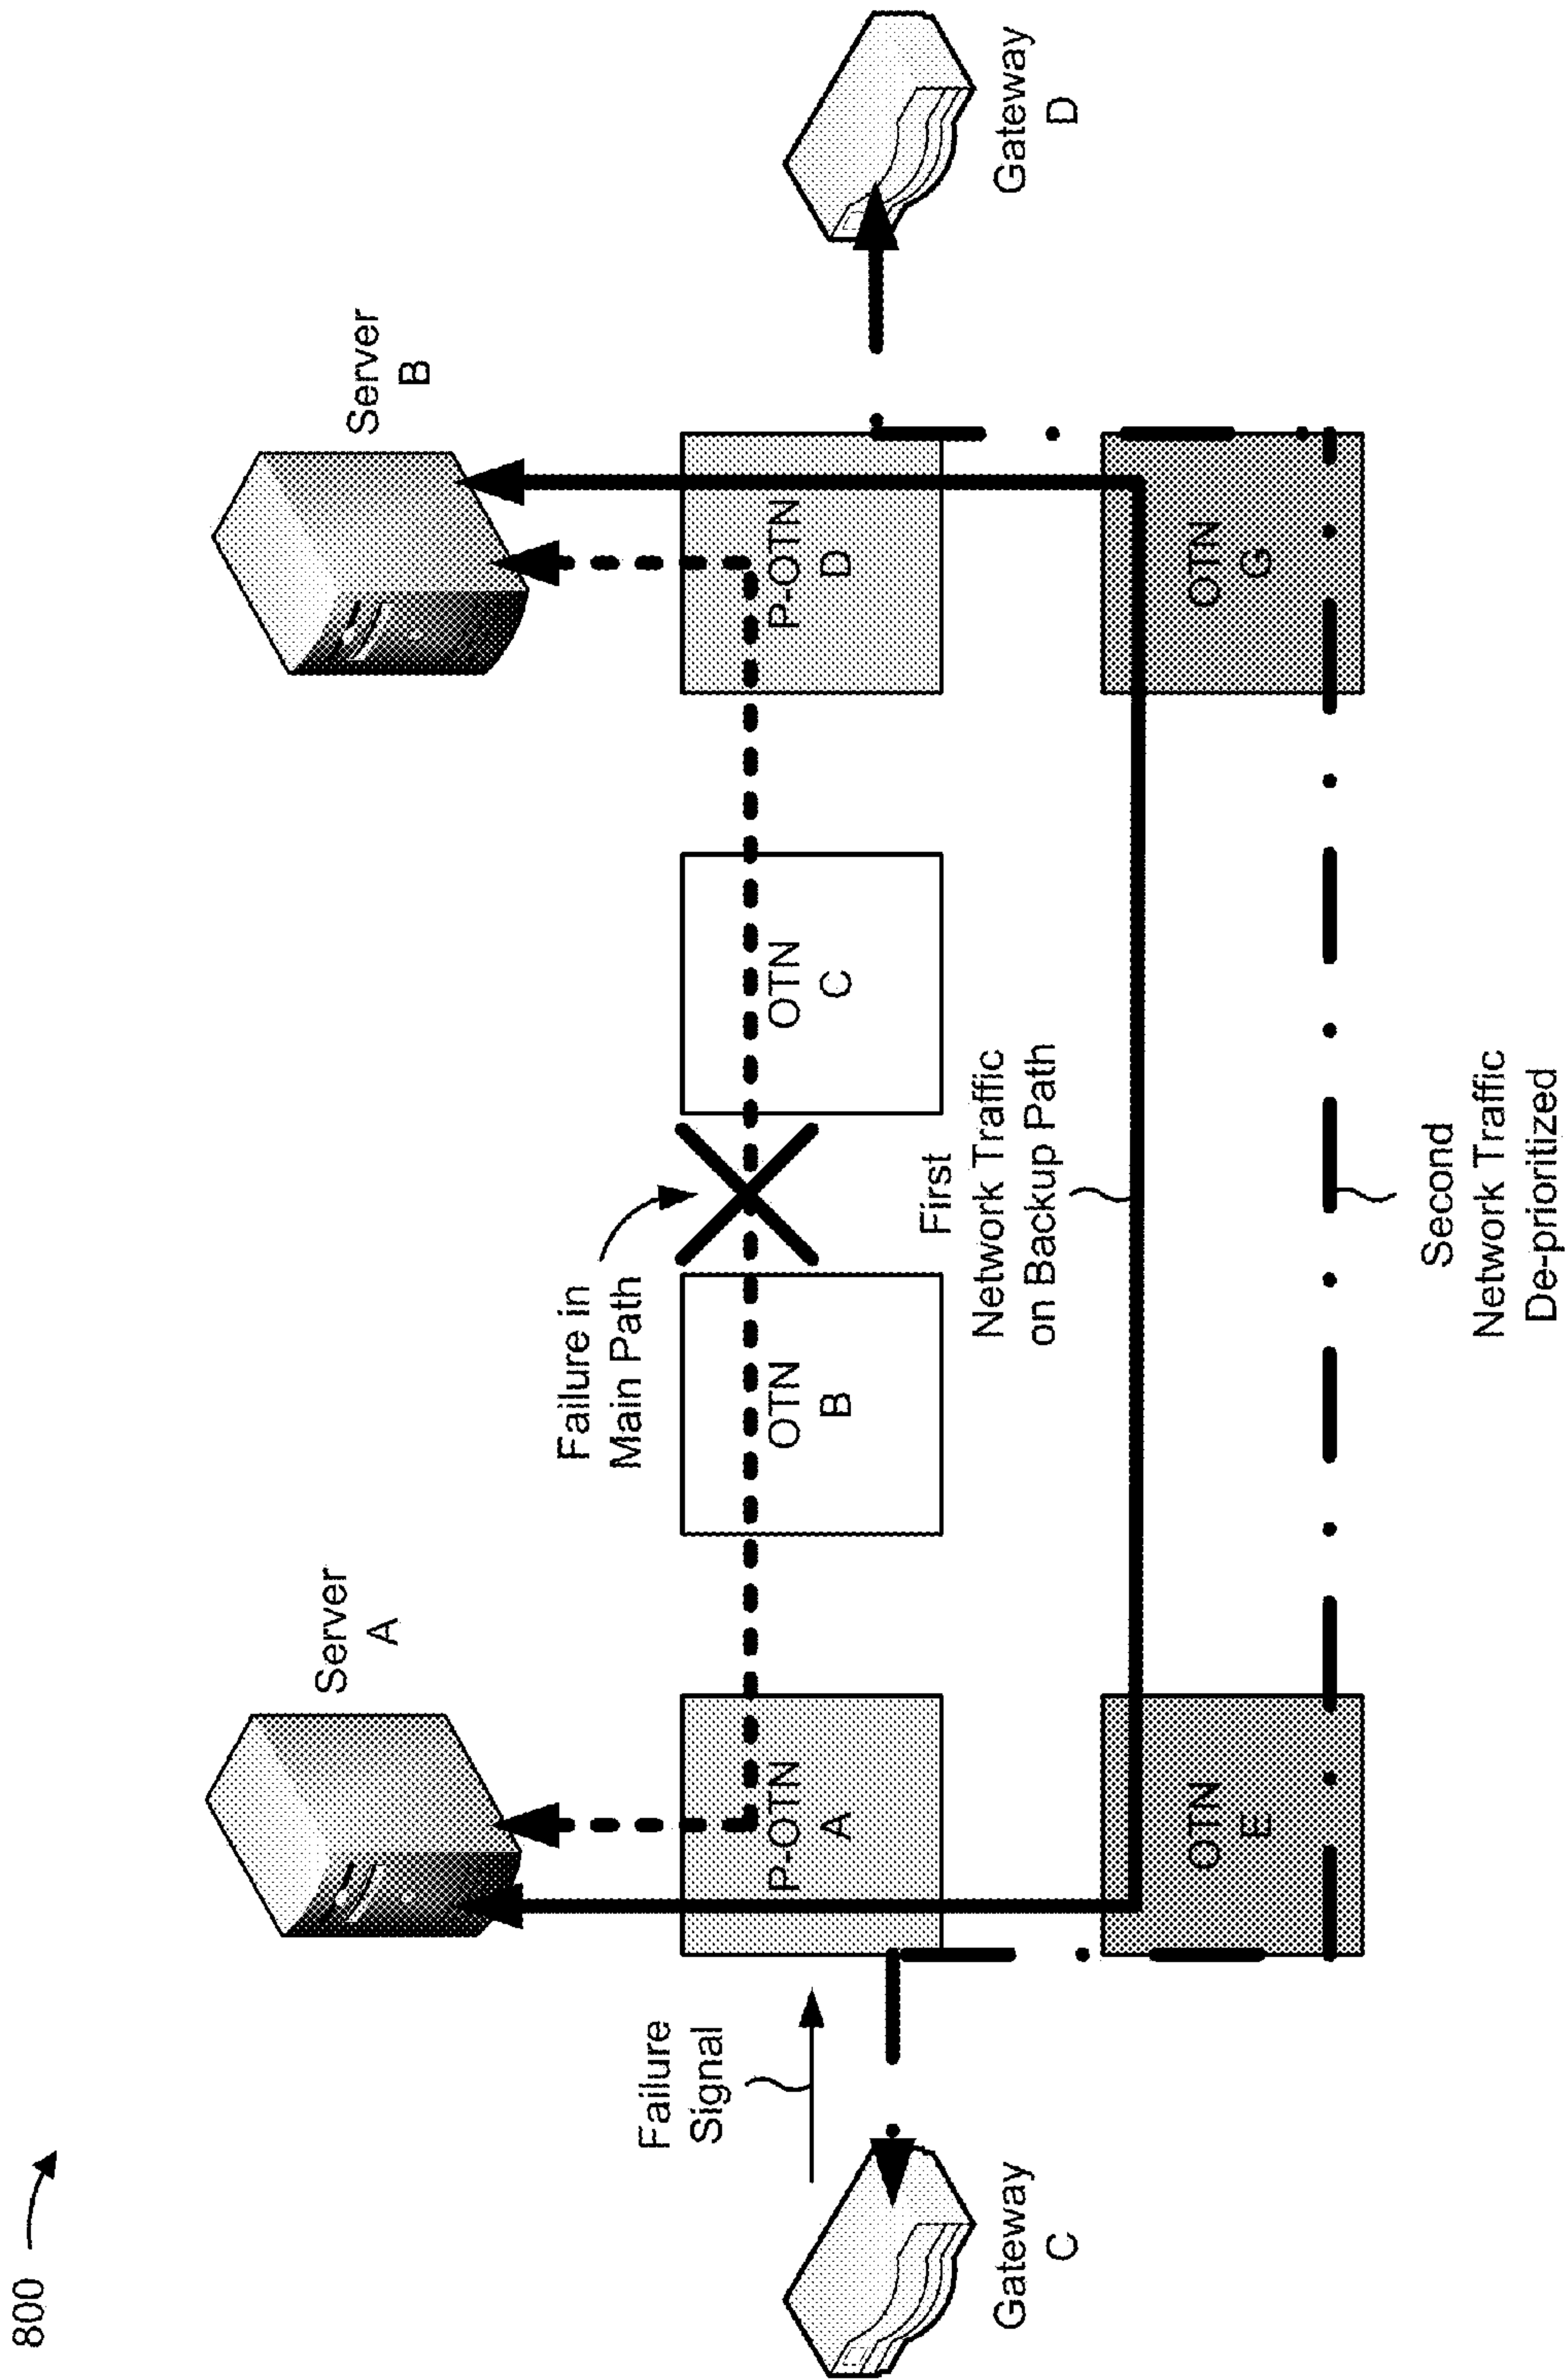 800
Server
A
Server
B
Failure in
Main Path
Failure
Signal
P-OTN
A
OTN
B
OTN
C
P-OTN
D
Gateway
C
Gateway
D
First
Network Traffic
on Backup Path
OTN
E
OTN
G
Second
Network Traffic
De-prioritized